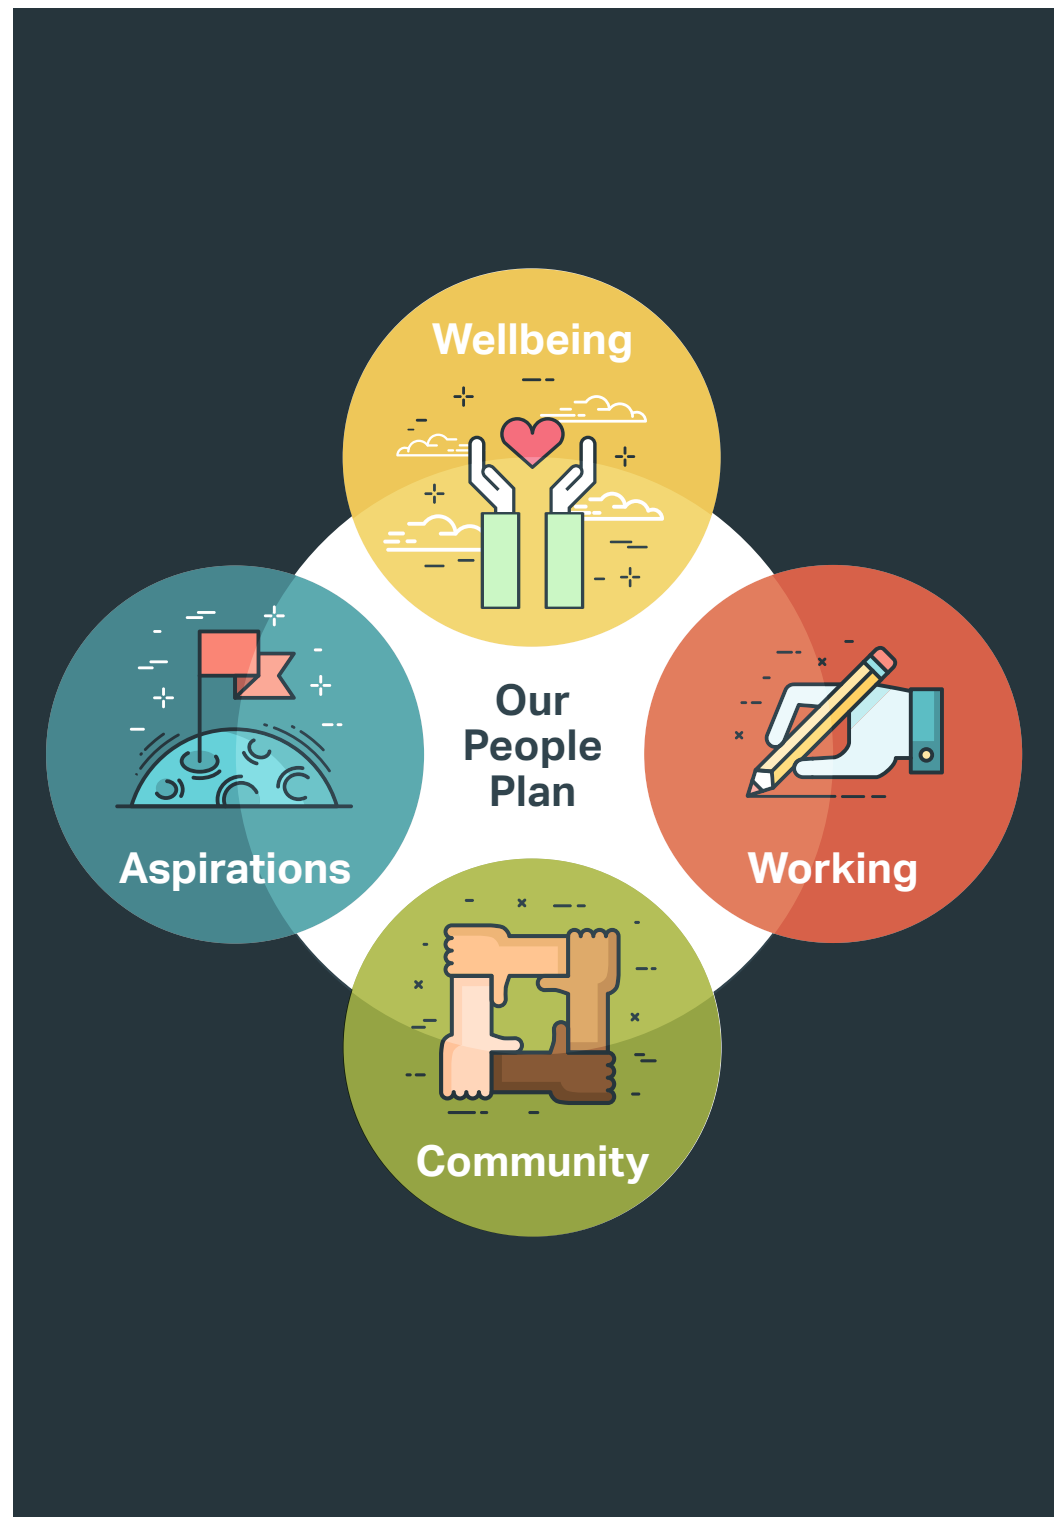 Wellbeing
Our
People
Plan
Aspirations
Working
Community